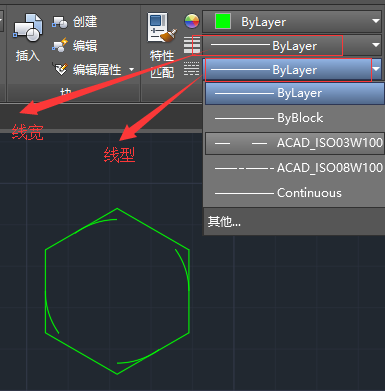 创建
ByLayer
插入
编辑
特性
匹配
ByLayer
编辑属性
ByLayer
块
ByLayer
线宽
ByBlock
线型
ACAD_ISO03W100
ACAD_ISO08W100
Continuous
其他...